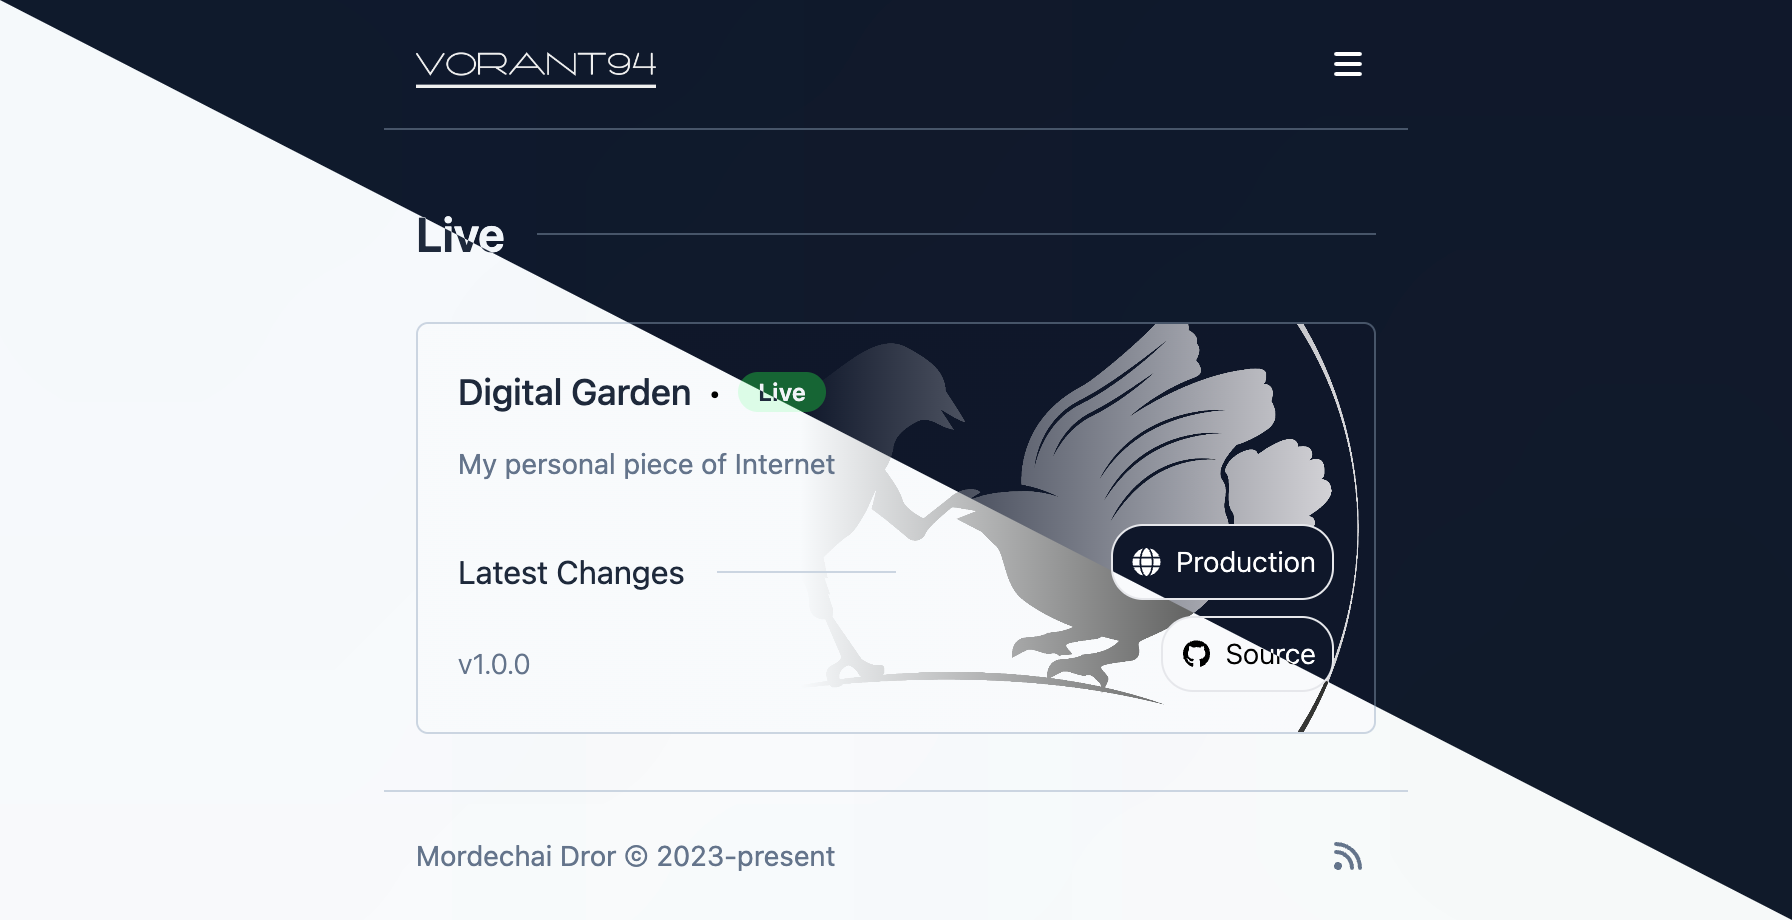 VORANT94
Live
Digital Garden • Live
My personal piece of Internet
Latest Changes
Production
Source
v1.0.0
Mordechai Dror © 2023-present